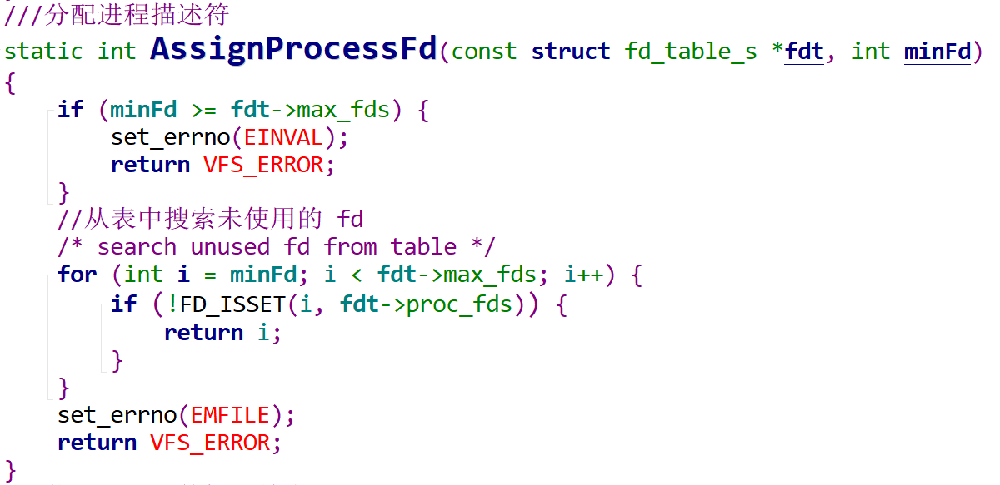 ///分配进程描述符
static int AssignProcessFd(const struct fd_table_s *fdt, int minFd)
{
    if (minFd >= fdt->max_fds) {
        set_errno(EINVAL);
        return VFS_ERROR;
    }
    //从表中搜索未使用的 fd
    /* search unused fd from table */
    for (int i = minFd; i < fdt->max_fds; i++) {
        if (!FD_ISSET(i, fdt->proc_fds)) {
            return i;
        }
    }
    set_errno(EMFILE);
    return VFS_ERROR;
}